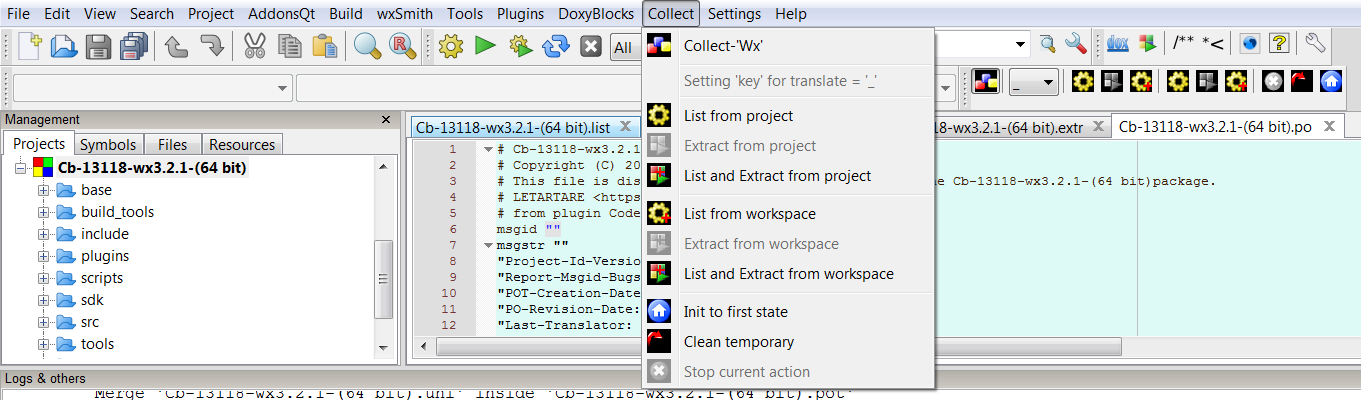 File Edit View Search Project AddonsQt Build wxSmith Tools Plugins DoxyBlocks Collect Settings Help
All
/** *<
_
Management
Projects Symbols Files Resources
Cb-13118-wx3.2.1-(64 bit)
base
build_tools
include
plugins
scripts
sdk
src
tools
Collect-'Wx'
Setting 'key' for translate = '_'
List from project
Extract from project
List and Extract from project
List from workspace
Extract from workspace
List and Extract from workspace
Init to first state
Clean temporary
Stop current action
Cb-13118-wx3.2.1-(64 bit).list -wx3.2.1-(64 bit).extr Cb-13118-wx3.2.1-(64 bit).po
1 # Cb-13118-wx3.2.1
2 # Copyright (C) 20
3 # This file is dis e Cb-13118-wx3.2.1-(64 bit)package.
4 # LETARTARE <https
5 # from plugin Code
6 msgid ""
7 msgstr ""
8 "Project-Id-Versio
9 "Report-Msgid-Bugs
10 "POT-Creation-Date
11 "PO-Revision-Date:
12 "Last-Translator:
Logs & others
Merge 'Cb-13118-wx3.2.1-(64 bit).uni' inside 'Cb-13118-wx3.2.1-(64 bit).pot'